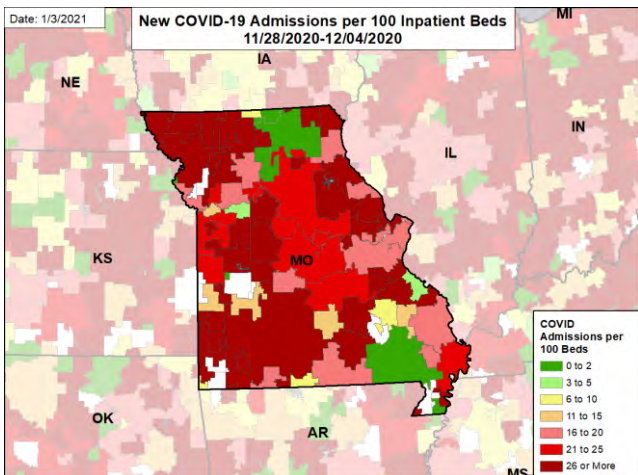 Date: 1/3/2021
New COVID-19 Admissions per 100 Inpatient Beds
11/28/2020-12/04/2020
MI
IA
NE
IN
IL
KS
MO
OK
AR
MS
COVID
Admissions per
100 Beds
0 to 2
3 to 5
6 to 10
11 to 15
16 to 20
21 to 25
26 or More